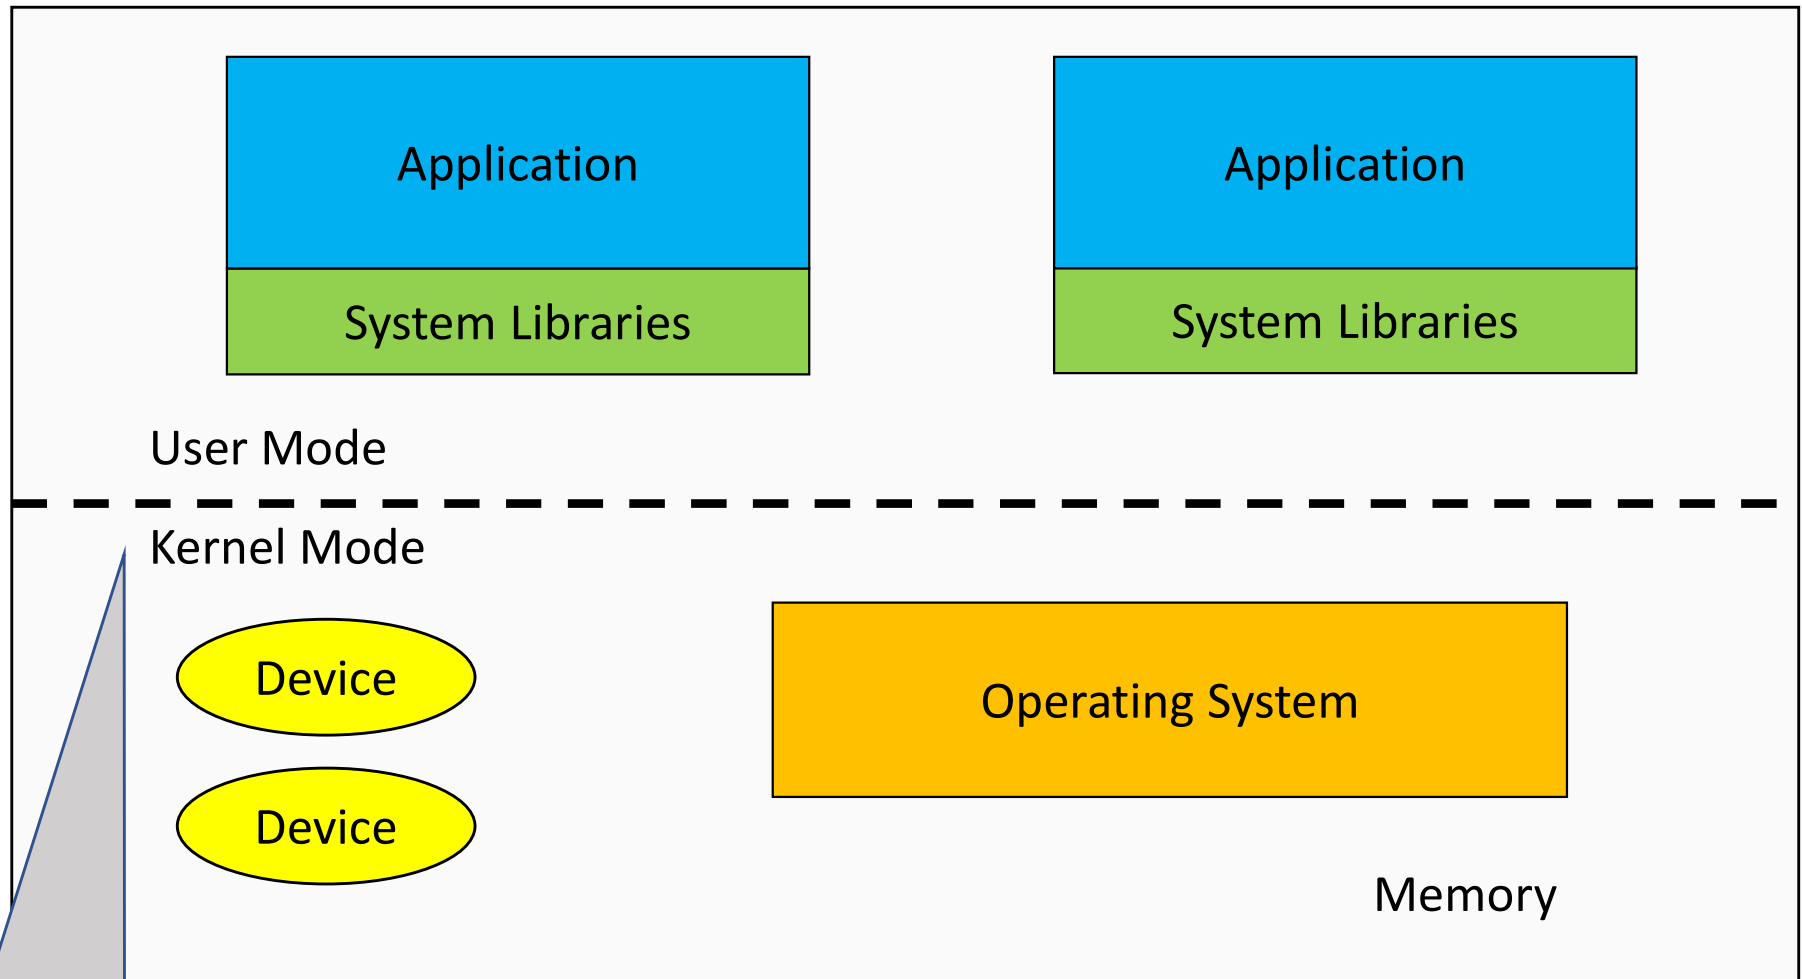 Application
Application
System Libraries
System Libraries
User Mode
Kernel Mode
Device
Operating System
Device
Memory